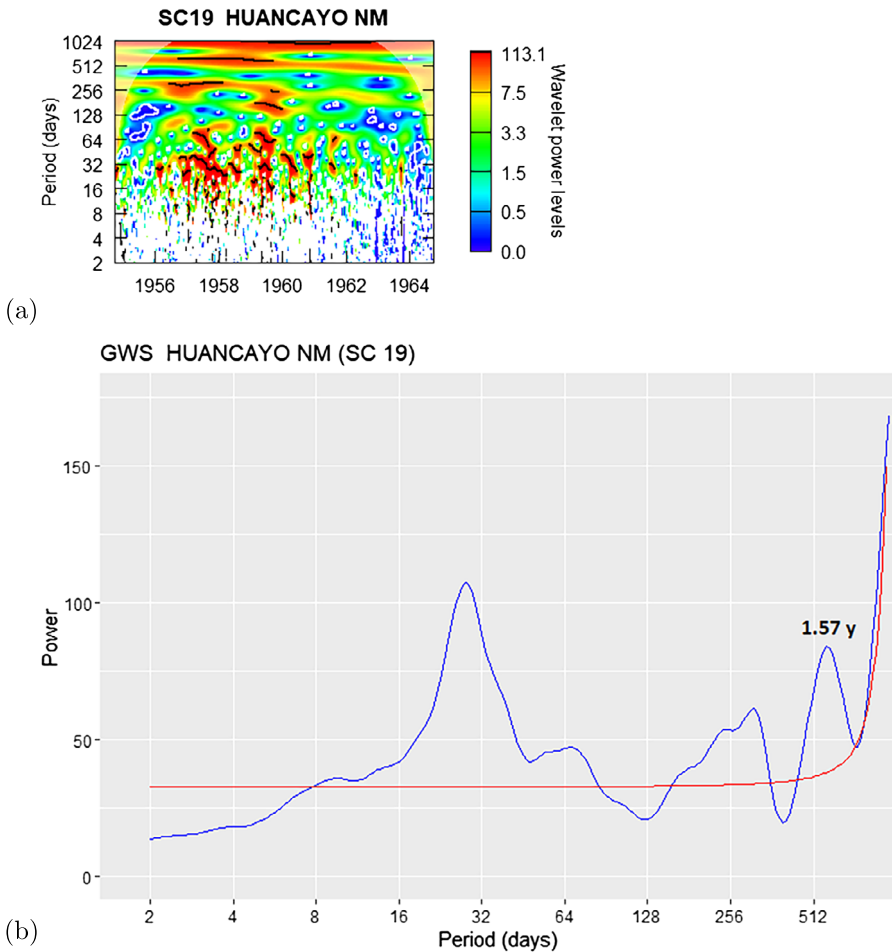 SC19 HUANCAYO NM
1024
512
256
128
64
32
16
8
4
2
Period (days)
1956 1958 1960 1962 1964
113.1
7.5
3.3
1.5
0.5
0.0
Wavelet power levels
(a)
GWS HUANCAYO NM (SC 19)
150
100
50
0
Power
1.57 y
2 4 8 16 32 64 128 256 512
Period (days)
(b)